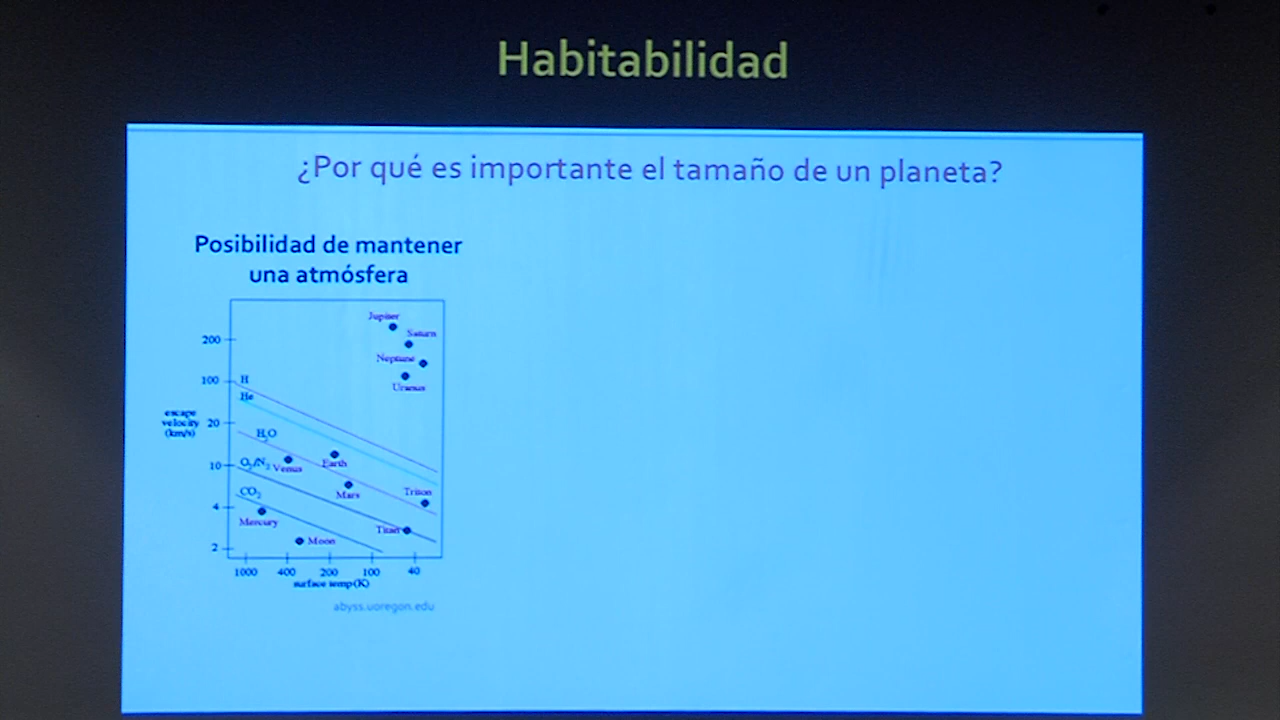 Habitabilidad
¿Por qué es importante el tamaño de un planeta?
Posibilidad de mantener
una atmósfera
Jupiter
Saturn
200
Neptune
100
H
Uranus
He
escape
velocity
(km/s)
20
H2O
10
O2/N2
Venus
Earth
CO2
Mars
Triton
4
Mercury
Titan
2
Moon
1000 400 200 100 40
surface temp(K)
abyss.uoregon.edu